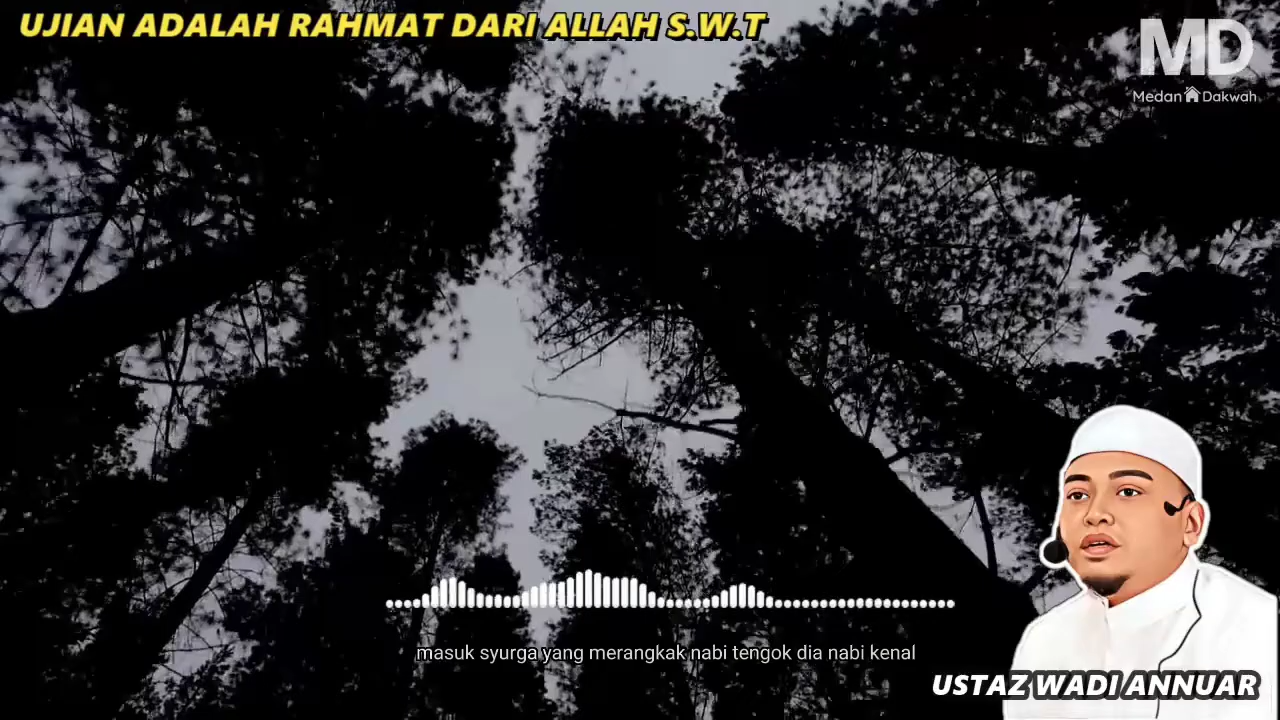 UJIAN ADALAH RAHMAT DARI ALLAH S.W.T
MD
Medan Dakwah
masuk syurga yang merangkak nabi tengok dia nabi kenal
USTAZ WADI ANNUAR